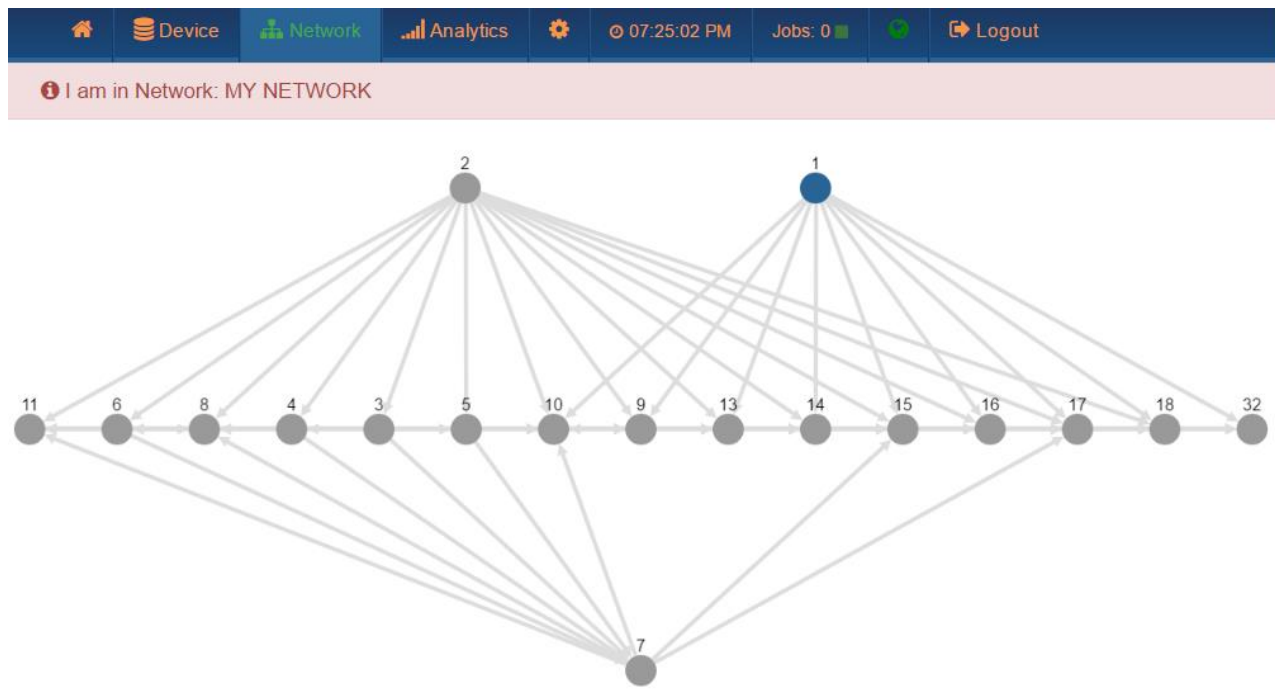 Device Network Analytics 07:25:02 PM Jobs: 0 Logout
I am in Network: MY NETWORK
2 1
11 6 8 4 3 5 10 9 13 14 15 16 17 18 32
7